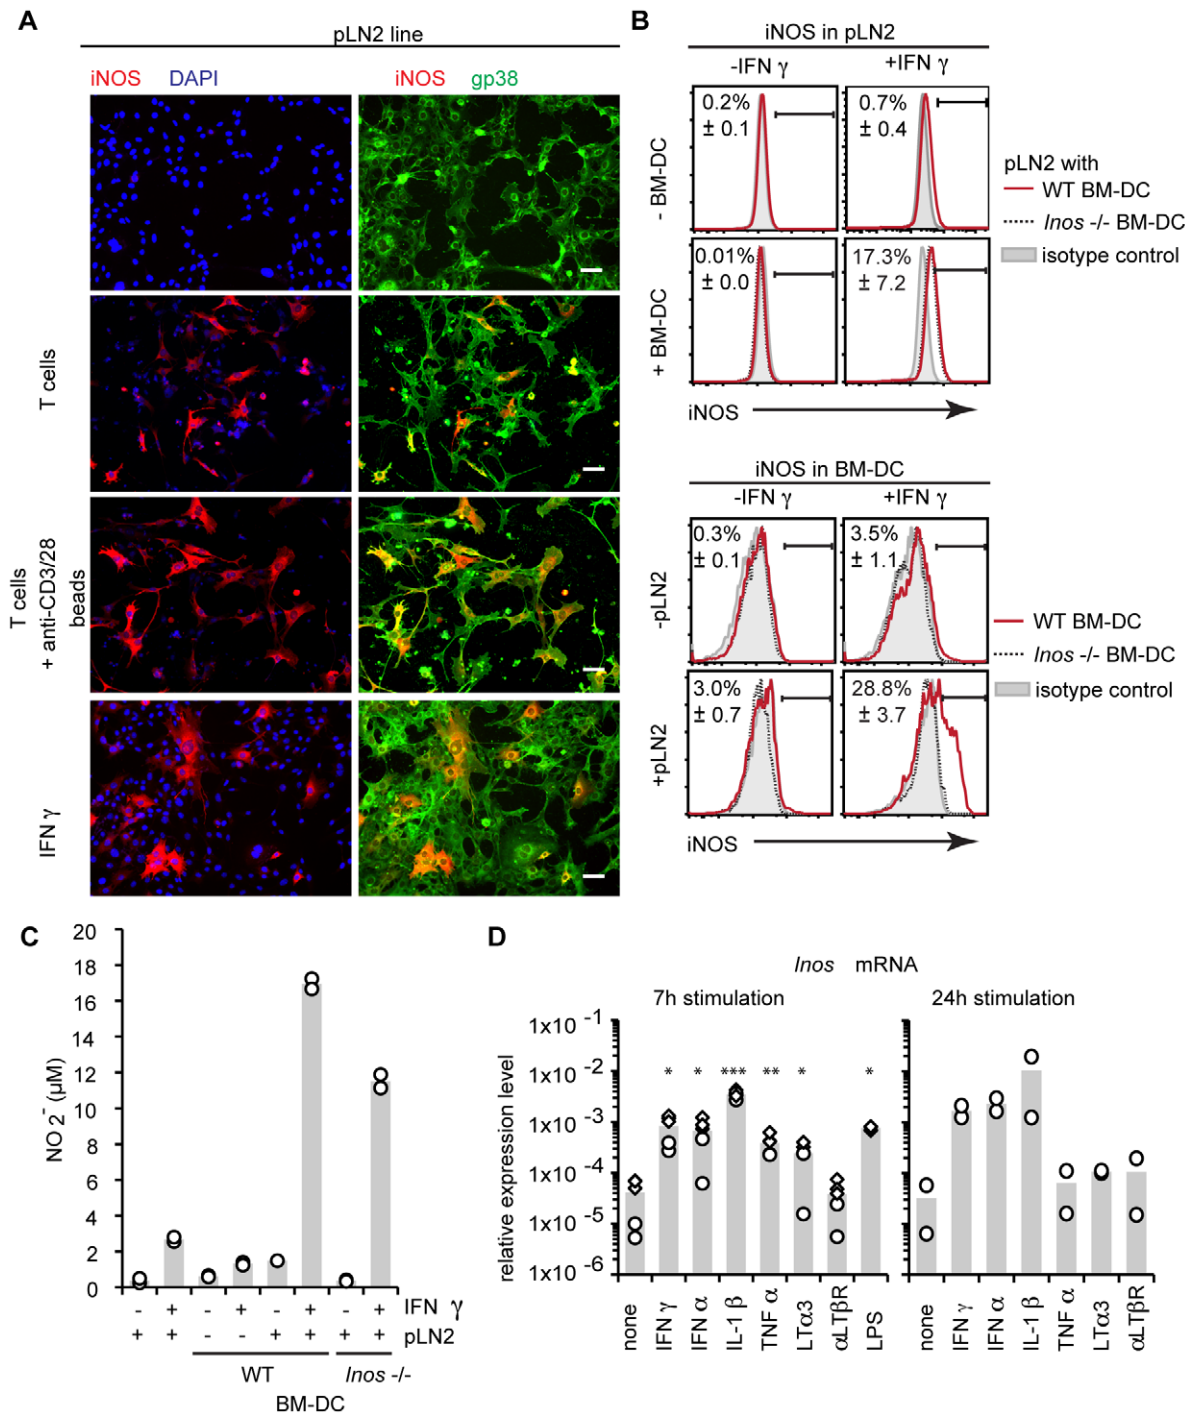 A
pLN2 line
iNOS DAPI iNOS gp38
T cells
T cells
+ anti-CD3/28
beads
IFN γ
B
iNOS in pLN2
-IFN γ +IFN γ
0.2%
± 0.1
0.7%
± 0.4
- BM-DC
0.01%
± 0.0
17.3%
± 7.2
+ BM-DC
iNOS
pLN2 with
WT BM-DC
Inos -/- BM-DC
isotype control
iNOS in BM-DC
-IFN γ +IFN γ
0.3%
± 0.1
3.5%
± 1.1
-pLN2
3.0%
± 0.7
28.8%
± 3.7
+pLN2
iNOS
WT BM-DC
Inos -/- BM-DC
isotype control
C
NO 2⁻ (µM)
20
18
16
14
12
10
8
6
4
2
0
- + - + - + - + IFN γ
+ + - - + + + + pLN2
WT Inos -/-
BM-DC
D
Inos mRNA
7h stimulation 24h stimulation
relative expression level
1x10 -1
1x10 -2
1x10 -3
1x10 -4
1x10 -5
1x10 -6
* * *** ** * *
none IFN γ IFN α IL-1 β TNF α LTα3 αLTβR LPS
none IFN γ IFN α IL-1 β TNF α LTα3 αLTβR